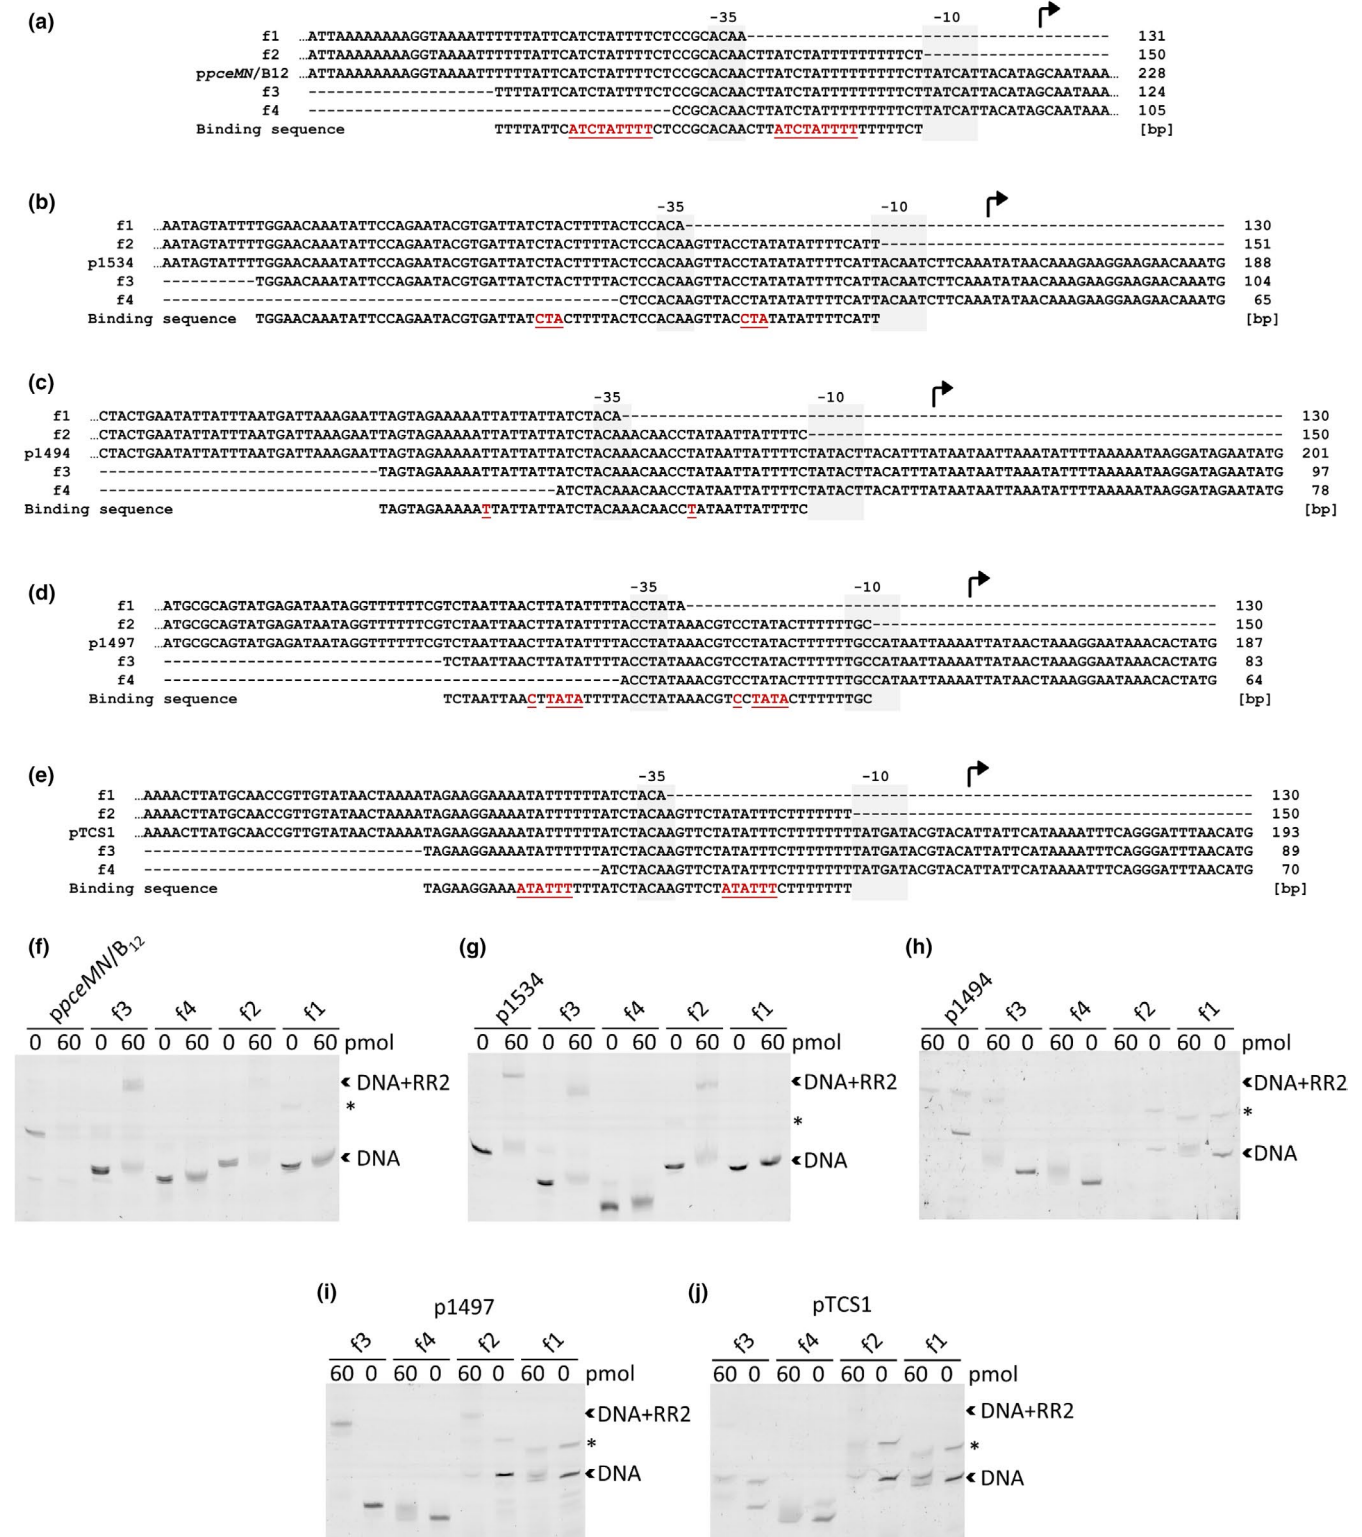 (a)
-35 -10
f1 …ATTAAAAAAAAGGTAAAATTTTTTATTCATCTATTTTCTCCGCACAA--------------------------------------- 131
f2 …ATTAAAAAAAAGGTAAAATTTTTTATTCATCTATTTTCTCCGCACAACTTATCTATTTTTTTTTCT-------------------- 150
ppceMN/B12 …ATTAAAAAAAAGGTAAAATTTTTTATTCATCTATTTTCTCCGCACAACTTATCTATTTTTTTTTCTTATCATTACATAGCAATAAA… 228
f3 --------------------TTTTATTCATCTATTTTCTCCGCACAACTTATCTATTTTTTTTTCTTATCATTACATAGCAATAAA… 124
f4 ---------------------------------------CCGCACAACTTATCTATTTTTTTTTCTTATCATTACATAGCAATAAA… 105
Binding sequence TTTTATTCATCTATTTTCTCCGCACAACTTATCTATTTTTTTTTCT [bp]
(b)
-35 -10
f1 …AATAGTATTTTGGAACAAATATTCCAGAATACGTGATTATCTACTTTTACTCCACA---------------------------------------------------------- 130
f2 …AATAGTATTTTGGAACAAATATTCCAGAATACGTGATTATCTACTTTTACTCCACAAGTTACCTATATATTTTCATT------------------------------------- 151
p1534 …AATAGTATTTTGGAACAAATATTCCAGAATACGTGATTATCTACTTTTACTCCACAAGTTACCTATATATTTTCATTACAATCTTCAAATATAACAAAGAAGGAAGAACAAATG 188
f3 ----------TGGAACAAATATTCCAGAATACGTGATTATCTACTTTTACTCCACAAGTTACCTATATATTTTCATTACAATCTTCAAATATAACAAAGAAGGAAGAACAAATG 104
f4 -------------------------------------------------CTCCACAAGTTACCTATATATTTTCATTACAATCTTCAAATATAACAAAGAAGGAAGAACAAATG 65
Binding sequence TGGAACAAATATTCCAGAATACGTGATTATCTACTTTTACTCCACAAGTTACCTATATATTTTCATT [bp]
(c)
-35 -10
f1 …CTACTGAATATTATTTAATGATTAAAGAATTAGTAGAAAAATTATTATTATCTACA------------------------------------------------------------------------ 130
f2 …CTACTGAATATTATTTAATGATTAAAGAATTAGTAGAAAAATTATTATTATCTACAAACAACCTATAATTATTTTC--------------------------------------------------- 150
p1494 …CTACTGAATATTATTTAATGATTAAAGAATTAGTAGAAAAATTATTATTATCTACAAACAACCTATAATTATTTTCTATACTTACATTTATAATAATTAAATATTTTAAAAATAAGGATAGAATATG 201
f3 ------------------------------TAGTAGAAAAATTATTATTATCTACAAACAACCTATAATTATTTTCTATACTTACATTTATAATAATTAAATATTTTAAAAATAAGGATAGAATATG 97
f4 -------------------------------------------------ATCTACAAACAACCTATAATTATTTTCTATACTTACATTTATAATAATTAAATATTTTAAAAATAAGGATAGAATATG 78
Binding sequence TAGTAGAAAAATTATTATTATCTACAAACAACCTATAATTATTTTC [bp]
(d)
-35 -10
f1 …ATGCGCAGTATGAGATAATAGGTTTTTTCGTCTAATTAACTTATATTTTACCTATA--------------------------------------------------------- 130
f2 …ATGCGCAGTATGAGATAATAGGTTTTTTCGTCTAATTAACTTATATTTTACCTATAAACGTCCTATACTTTTTTGC------------------------------------- 150
p1497 …ATGCGCAGTATGAGATAATAGGTTTTTTCGTCTAATTAACTTATATTTTACCTATAAACGTCCTATACTTTTTTGCCATAATTAAAATTATAACTAAAGGAATAAACACTATG 187
f3 ------------------------------TCTAATTAACTTATATTTTACCTATAAACGTCCTATACTTTTTTGCCATAATTAAAATTATAACTAAAGGAATAAACACTATG 83
f4 -------------------------------------------------ACCTATAAACGTCCTATACTTTTTTGCCATAATTAAAATTATAACTAAAGGAATAAACACTATG 64
Binding sequence TCTAATTAACTTATATTTTACCTATAAACGTCCTATACTTTTTTGC [bp]
(e)
-35 -10
f1 …AAAACTTATGCAACCGTTGTATAACTAAAATAGAAGGAAAATATTTTTTATCTACA--------------------------------------------------------------- 130
f2 …AAAACTTATGCAACCGTTGTATAACTAAAATAGAAGGAAAATATTTTTTATCTACAAGTTCTATATTTCTTTTTTT------------------------------------------- 150
pTCS1 …AAAACTTATGCAACCGTTGTATAACTAAAATAGAAGGAAAATATTTTTTATCTACAAGTTCTATATTTCTTTTTTTATGATACGTACATTATTCATAAAATTTCAGGGATTTAACATG 193
f3 ------------------------------TAGAAGGAAAATATTTTTTATCTACAAGTTCTATATTTCTTTTTTTATGATACGTACATTATTCATAAAATTTCAGGGATTTAACATG 89
f4 -------------------------------------------------ATCTACAAGTTCTATATTTCTTTTTTTATGATACGTACATTATTCATAAAATTTCAGGGATTTAACATG 70
Binding sequence TAGAAGGAAAATATTTTTTATCTACAAGTTCTATATTTCTTTTTTT [bp]
(f)
ppceMN/B12 f3 f4 f2 f1
0 60 0 60 0 60 0 60 0 60 pmol
DNA+RR2
*
DNA
(g)
p1534 f3 f4 f2 f1
0 60 0 60 0 60 0 60 0 60 pmol
DNA+RR2
*
DNA
(h)
p1494 f3 f4 f2 f1
60 0 60 0 60 0 60 0 60 0 pmol
DNA+RR2
*
DNA
(i)
p1497
f3 f4 f2 f1
60 0 60 0 60 0 60 0 pmol
DNA+RR2
*
DNA
(j)
pTCS1
f3 f4 f2 f1
60 0 60 0 60 0 60 0 pmol
DNA+RR2
*
DNA